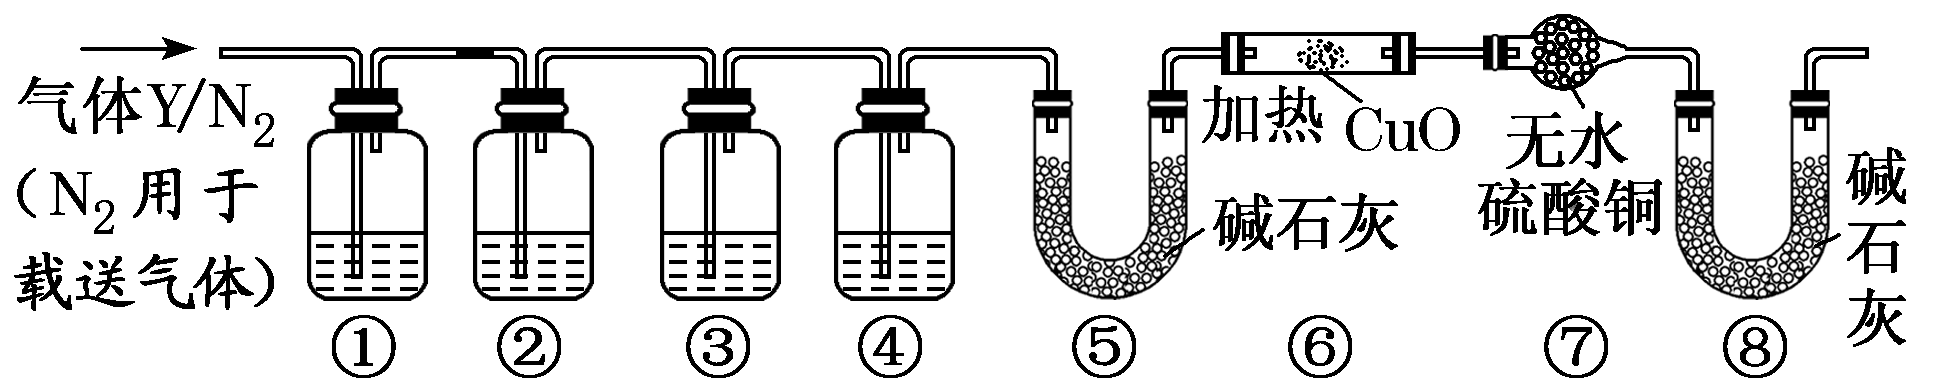 气体Y/N₂
（N₂用于
载送气体）
加热
CuO
碱石灰
无水
硫酸铜
碱
石
灰
① ② ③ ④ ⑤ ⑥ ⑦ ⑧